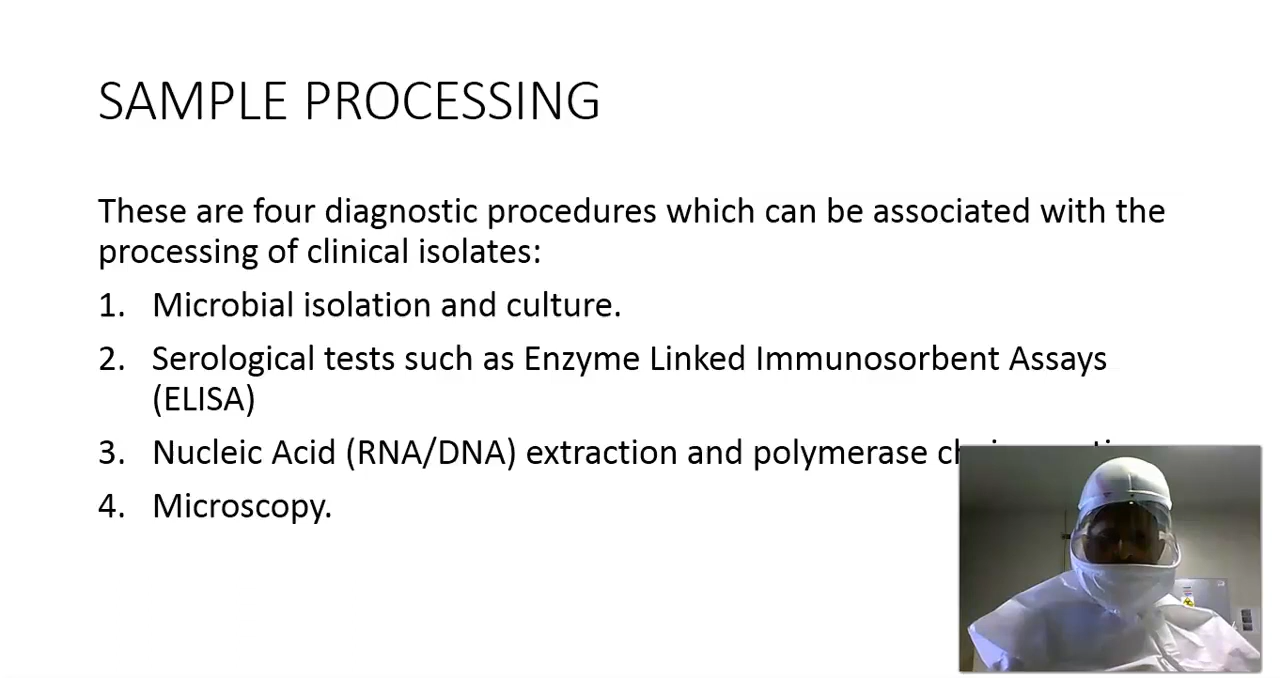 SAMPLE PROCESSING
These are four diagnostic procedures which can be associated with the
processing of clinical isolates:
1. Microbial isolation and culture.
2. Serological tests such as Enzyme Linked Immunosorbent Assays
(ELISA)
3. Nucleic Acid (RNA/DNA) extraction and polymerase
4. Microscopy.